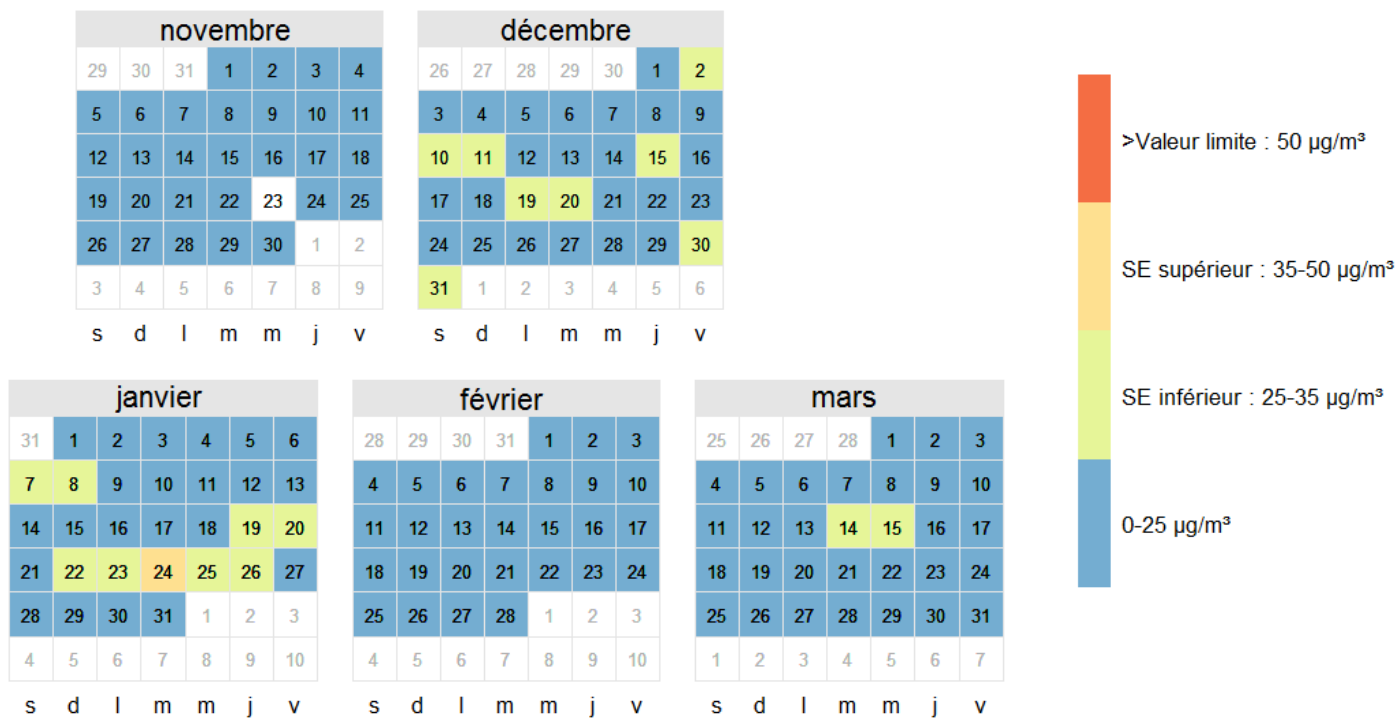 novembre
29 30 31 1 2 3 4
5 6 7 8 9 10 11
12 13 14 15 16 17 18
19 20 21 22 23 24 25
26 27 28 29 30 1 2
3 4 5 6 7 8 9
s d l m m j v
décembre
26 27 28 29 30 1 2
3 4 5 6 7 8 9
10 11 12 13 14 15 16
17 18 19 20 21 22 23
24 25 26 27 28 29 30
31 1 2 3 4 5 6
s d l m m j v
janvier
31 1 2 3 4 5 6
7 8 9 10 11 12 13
14 15 16 17 18 19 20
21 22 23 24 25 26 27
28 29 30 31 1 2 3
4 5 6 7 8 9 10
s d l m m j v
février
28 29 30 31 1 2 3
4 5 6 7 8 9 10
11 12 13 14 15 16 17
18 19 20 21 22 23 24
25 26 27 28 1 2 3
4 5 6 7 8 9 10
s d l m m j v
mars
25 26 27 28 1 2 3
4 5 6 7 8 9 10
11 12 13 14 15 16 17
18 19 20 21 22 23 24
25 26 27 28 29 30 31
1 2 3 4 5 6 7
s d l m m j v
>Valeur limite : 50 µg/m³
SE supérieur : 35-50 µg/m³
SE inférieur : 25-35 µg/m³
0-25 µg/m³